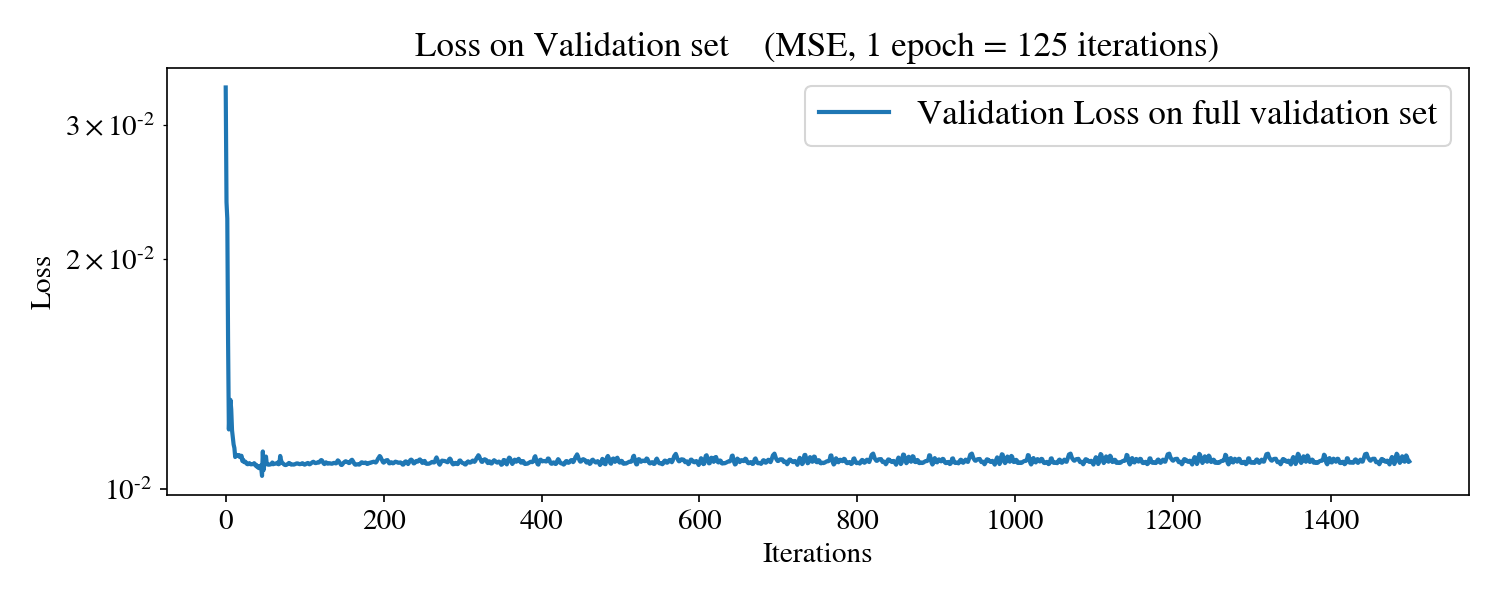 Loss on Validation set (MSE, 1 epoch = 125 iterations)
Validation Loss on full validation set
3 × 10⁻²
2 × 10⁻²
10⁻²
Loss
0 200 400 600 800 1000 1200 1400
Iterations